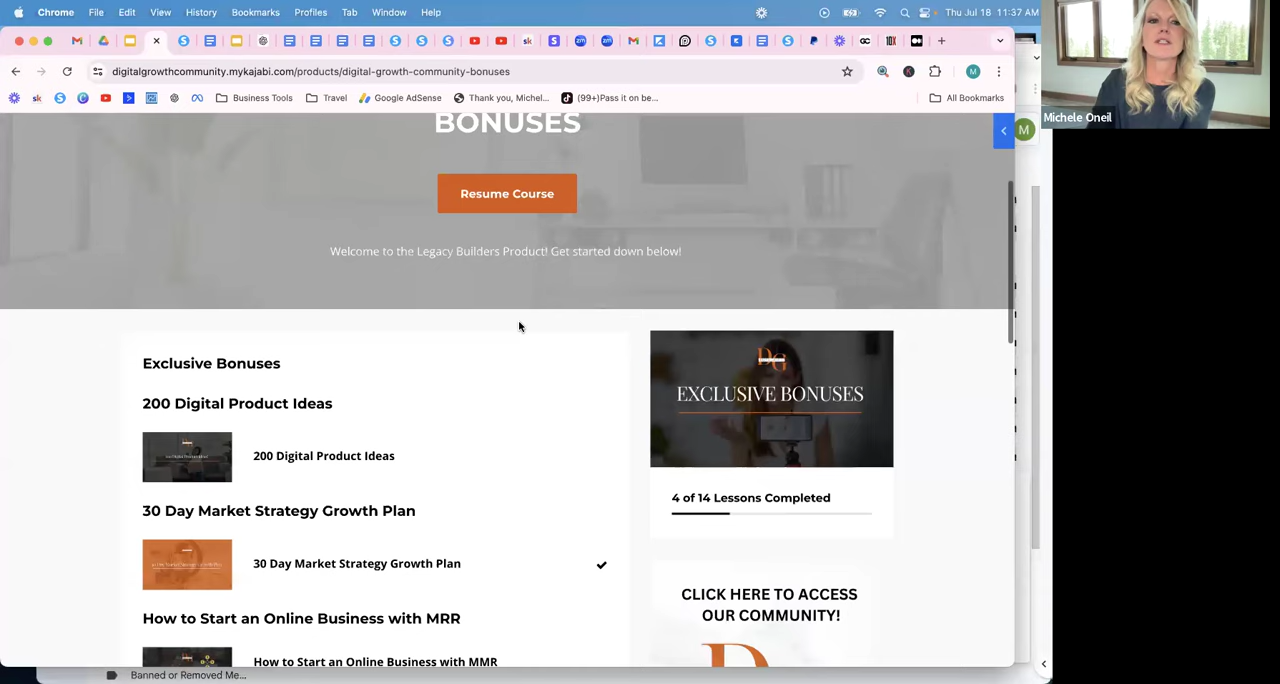 Chrome File Edit View History Bookmarks Profiles Tab Window Help Thu Jul 18 11:37 AM
digitalgrowthcommunity.mykajabi.com/products/digital-growth-community-bonuses
Business Tools Travel Google AdSense Thank you, Michel... (99+)Pass it on be... All Bookmarks
Michele Oneil
M
BONUSES
Resume Course
Welcome to the Legacy Builders Product! Get started down below!
Exclusive Bonuses
200 Digital Product Ideas
200 Digital Product Ideas
30 Day Market Strategy Growth Plan
30 Day Market Strategy Growth Plan
How to Start an Online Business with MRR
How to Start an Online Business with MMR
DG
EXCLUSIVE BONUSES
4 of 14 Lessons Completed
CLICK HERE TO ACCESS
OUR COMMUNITY!
Banned or Removed Me...